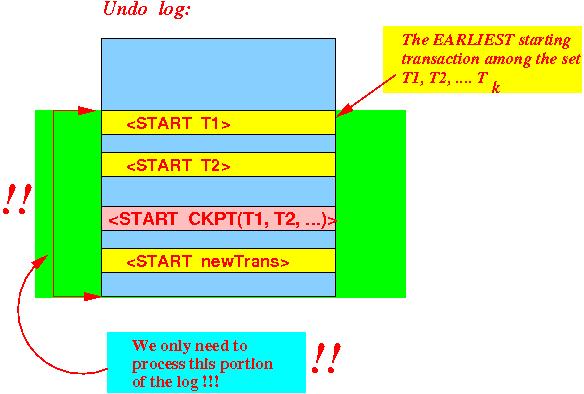 Undo log:
The EARLIEST starting
transaction among the set
T1, T2, .... T k
<START T1>
<START T2>
!!
<START CKPT(T1, T2, ...)>
<START newTrans>
We only need to
process this portion
of the log !!!
!!